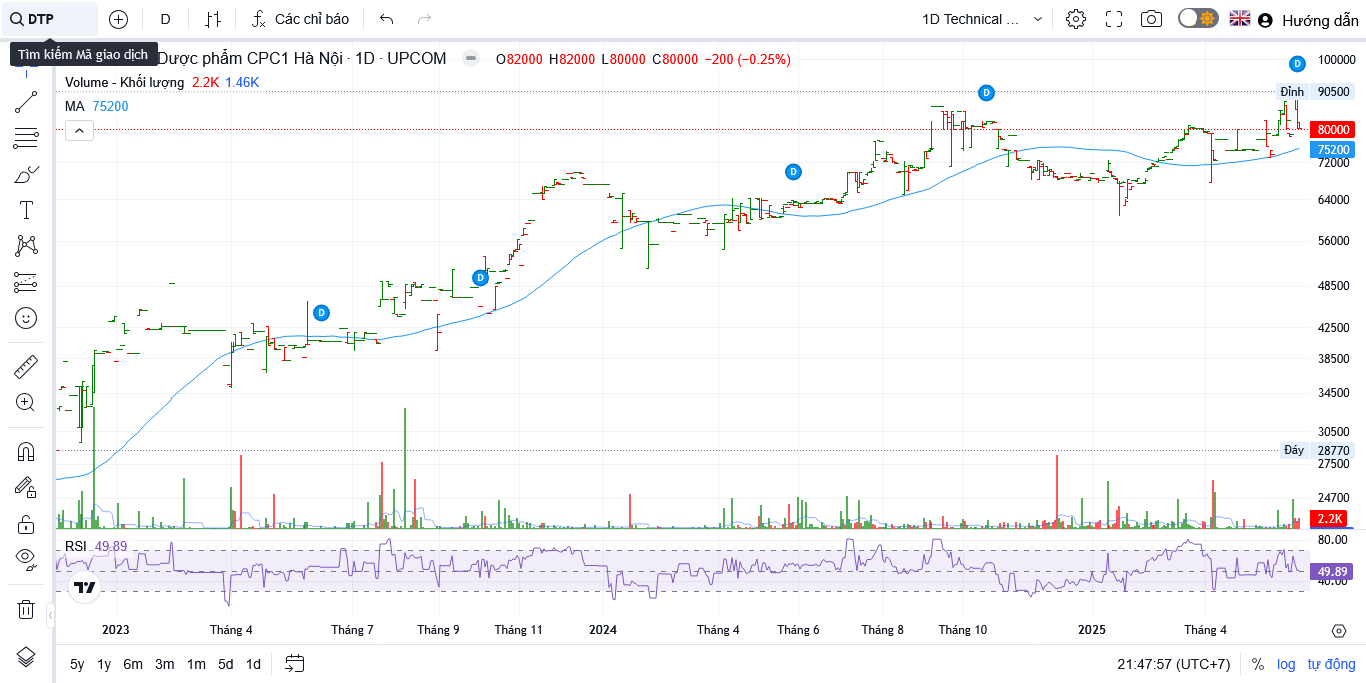 DTP
D
Các chỉ báo
1D Technical ...
Hướng dẫn
Tìm kiếm Mã giao dịch
Dược phẩm CPC1 Hà Nội · 1D · UPCOM
O82000 H82000 L80000 C80000 −200 (−0.25%)
Volume - Khối lượng 2.2K 1.46K
MA 75200
D
D
D
D
D
100000
Đỉnh 90500
80000
75200
72000
64000
56000
48500
42500
38500
34500
30500
Đáy 28770
27500
24700
2.2K
RSI 49.89
80.00
49.89
40.00
2023 Tháng 4 Tháng 7 Tháng 9 Tháng 11 2024 Tháng 4 Tháng 6 Tháng 8 Tháng 10 2025 Tháng 4
5y 1y 6m 3m 1m 5d 1d
21:47:57 (UTC+7) % log tự động